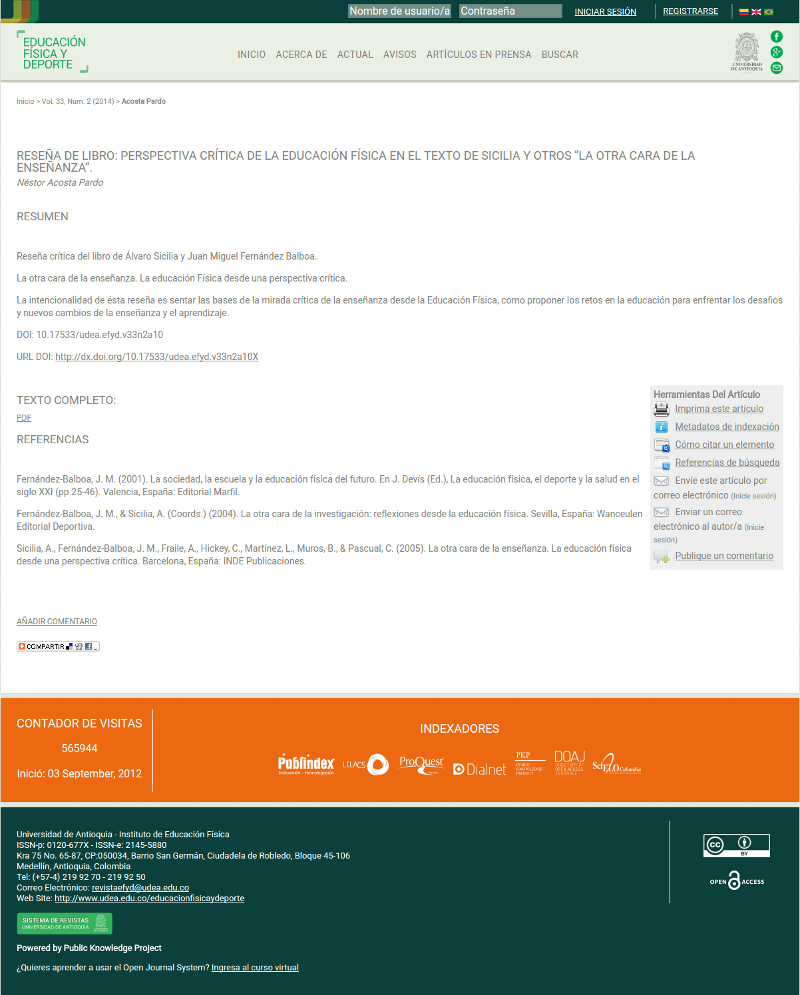 Nombre de usuario/a Contraseña INICIAR SESIÓN REGISTRARSE
EDUCACIÓN
FÍSICA Y
DEPORTE
INICIO ACERCA DE ACTUAL AVISOS ARTÍCULOS EN PRENSA BUSCAR
UNIVERSIDAD
DE ANTIOQUIA
Inicio > Vol. 33, Núm. 2 (2014) > Acosta Pardo
RESEÑA DE LIBRO: PERSPECTIVA CRÍTICA DE LA EDUCACIÓN FÍSICA EN EL TEXTO DE SICILIA Y OTROS “LA OTRA CARA DE LA
ENSEÑANZA”.
Néstor Acosta Pardo
RESUMEN
Reseña crítica del libro de Álvaro Sicilia y Juan Miguel Fernández Balboa.
La otra cara de la enseñanza. La educación Física desde una perspectiva crítica.
La intencionalidad de ésta reseña es sentar las bases de la mirada crítica de la enseñanza desde la Educación Física, como proponer los retos en la educación para enfrentar los desafíos
y nuevos cambios de la enseñanza y el aprendizaje.
DOI: 10.17533/udea.efyd.v33n2a10
URL DOI: http://dx.doi.org/10.17533/udea.efyd.v33n2a10X
TEXTO COMPLETO:
PDF
REFERENCIAS
Fernández-Balboa, J. M. (2001). La sociedad, la escuela y la educación física del futuro. En J. Devís (Ed.), La educación física, el deporte y la salud en el
siglo XXI (pp.25-46). Valencia, España: Editorial Marfil.
Fernández-Balboa, J. M., & Sicilia, A. (Coords.) (2004). La otra cara de la investigación: reflexiones desde la educación física. Sevilla, España: Wanceulen
Editorial Deportiva.
Sicilia, A., Fernández-Balboa, J. M., Fraile, A., Hickey, C., Martínez, L., Muros, B., & Pascual, C. (2005). La otra cara de la enseñanza. La educación física
desde una perspectiva crítica. Barcelona, España: INDE Publicaciones.
Herramientas Del Artículo
Imprima este artículo
Metadatos de indexación
Cómo citar un elemento
Referencias de búsqueda
Envíe este artículo por
correo electrónico (Inicie sesión)
Enviar un correo
electrónico al autor/a (Inicie
sesión)
Publique un comentario
AÑADIR COMENTARIO
COMPARTIR
CONTADOR DE VISITAS
565944
Inició: 03 September, 2012
INDEXADORES
Publindex
Indexación - Homologación
LILACS
ProQuest
Dialnet
PKP
PUBLIC
KNOWLEDGE
PROJECT
DOAJ
DIRECTORY OF
OPEN ACCESS
JOURNALS
SciELO Colombia
Universidad de Antioquia - Instituto de Educación Física
ISSN-p: 0120-677X - ISSN-e: 2145-5880
Kra 75 No. 65-87, CP:050034, Barrio San Germán, Ciudadela de Robledo, Bloque 45-106
Medellín, Antioquia, Colombia
Tel: (+57-4) 219 92 70 - 219 92 50
Correo Electrónico: revistaefyd@udea.edu.co
Web Site: http://www.udea.edu.co/educacionfisicaydeporte
SISTEMA DE REVISTAS
UNIVERSIDAD DE ANTIOQUIA
Powered by Public Knowledge Project
¿Quieres aprender a usar el Open Journal System? Ingresa al curso virtual
CC BY
OPEN ACCESS